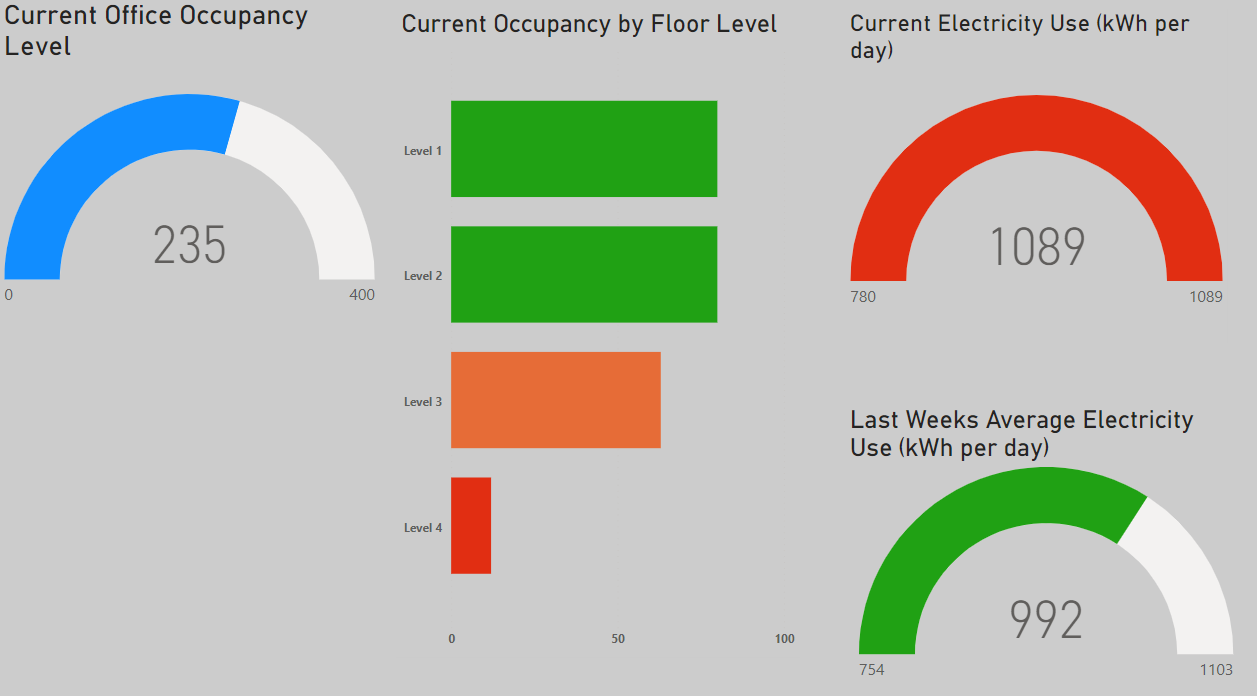 Current Office Occupancy
Level
235
0
400
Current Occupancy by Floor Level
Level 1
Level 2
Level 3
Level 4
0
50
100
Current Electricity Use (kWh per
day)
1089
780
1089
Last Weeks Average Electricity
Use (kWh per day)
992
754
1103